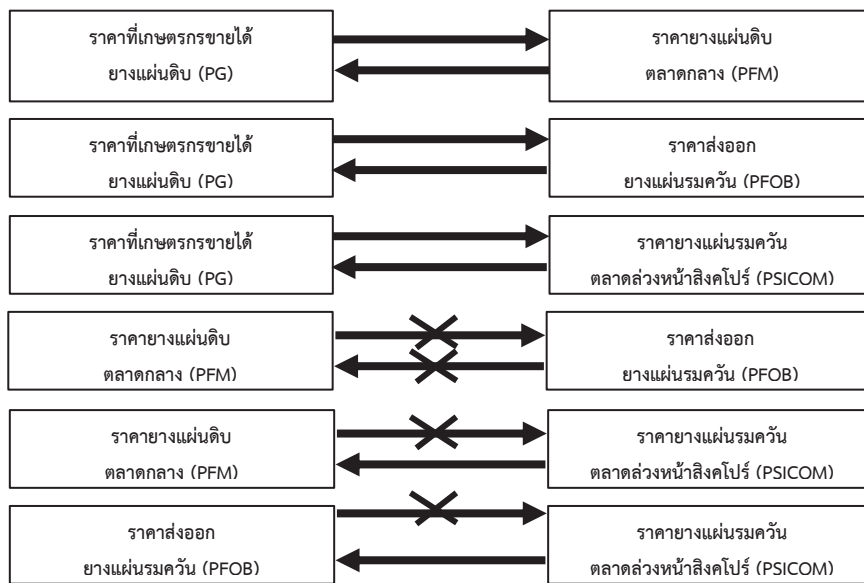 ราคาที่เกษตรกรขายได้
ยางแผ่นดิบ (PG)
ราคายางแผ่นดิบ
ตลาดกลาง (PFM)
ราคาที่เกษตรกรขายได้
ยางแผ่นดิบ (PG)
ราคาส่งออก
ยางแผ่นรมควัน (PFOB)
ราคาที่เกษตรกรขายได้
ยางแผ่นดิบ (PG)
ราคายางแผ่นรมควัน
ตลาดล่วงหน้าสิงคโปร์ (PSICOM)
ราคายางแผ่นดิบ
ตลาดกลาง (PFM)
ราคาส่งออก
ยางแผ่นรมควัน (PFOB)
ราคายางแผ่นดิบ
ตลาดกลาง (PFM)
ราคายางแผ่นรมควัน
ตลาดล่วงหน้าสิงคโปร์ (PSICOM)
ราคาส่งออก
ยางแผ่นรมควัน (PFOB)
ราคายางแผ่นรมควัน
ตลาดล่วงหน้าสิงคโปร์ (PSICOM)